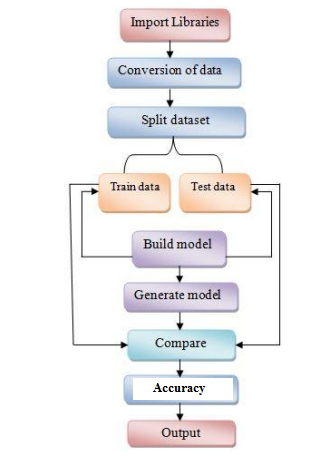 Import Libraries
Conversion of data
Split dataset
Train data
Test data
Build model
Generate model
Compare
Accuracy
Output